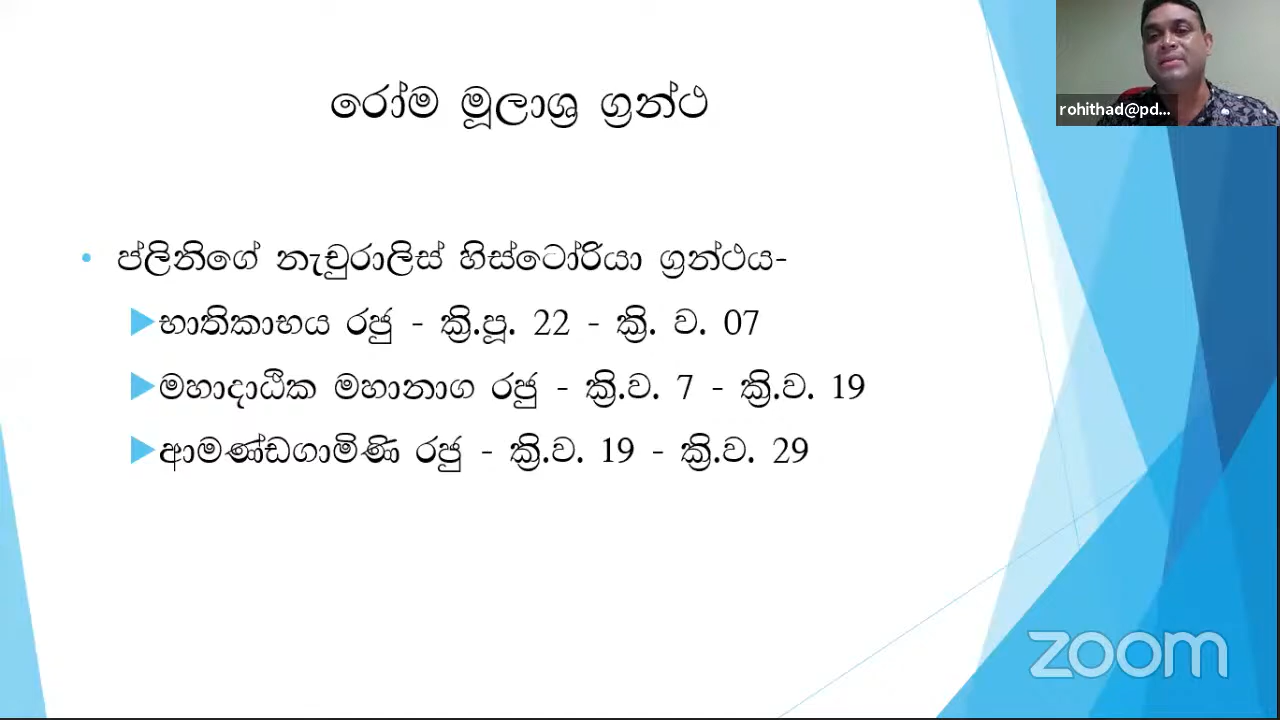 රෝම මූලාශ්‍ර ග්‍රන්ථ
rohithad@pd...
• ප්ලිනිගේ නැචුරාලිස් හිස්ටෝරියා ග්‍රන්ථය-
භාතිකාභය රජු - ක්‍රි.පූ. 22 - ක්‍රි. ව. 07
මහාදාඨික මහානාග රජු - ක්‍රි.ව. 7 - ක්‍රි.ව. 19
ආමණ්ඩගාමිණි රජු - ක්‍රි.ව. 19 - ක්‍රි.ව. 29
zoom